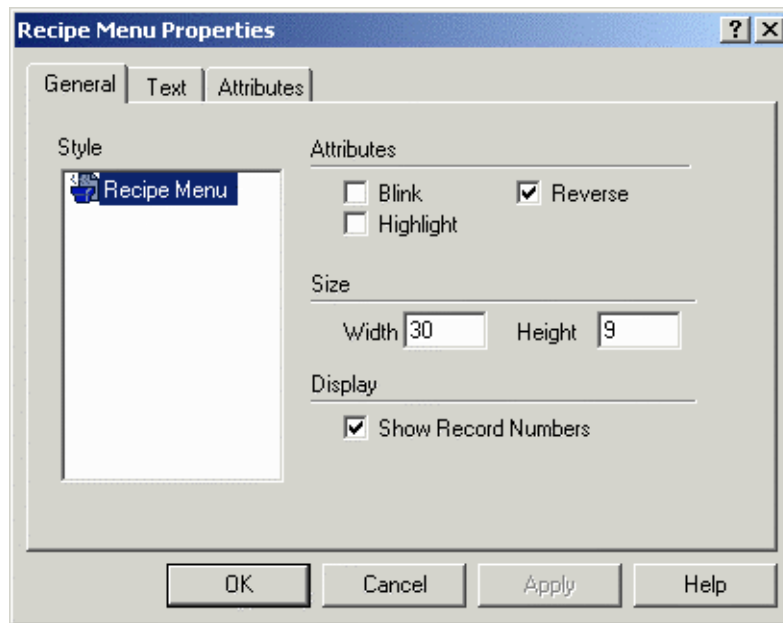 Recipe Menu Properties
General Text Attributes
Style
Recipe Menu
Attributes
Blink Reverse
Highlight
Size
Width 30 Height 9
Display
Show Record Numbers
OK Cancel Apply Help